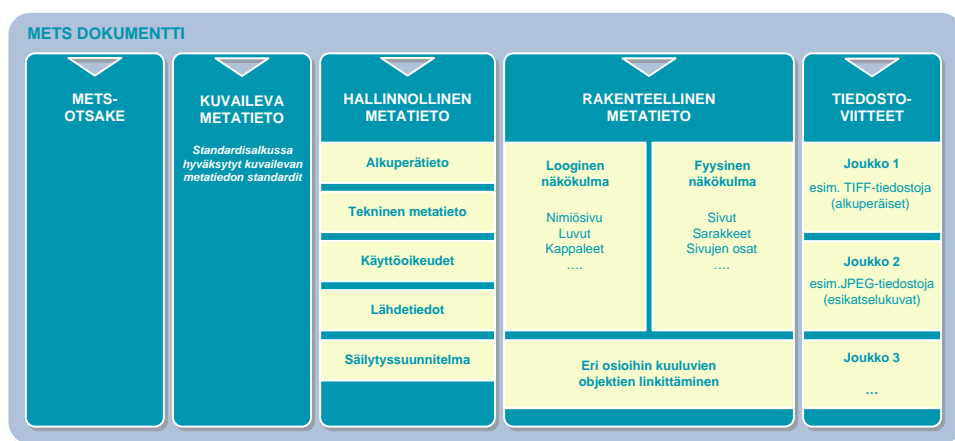 METS DOKUMENTTI
METS-
OTSAKE
KUVAILEVA
METATIETO
Standardisalkussa
hyväksytyt kuvailevan
metatiedon standardit
HALLINNOLLINEN
METATIETO
Alkuperätieto
Tekninen metatieto
Käyttöoikeudet
Lähdetiedot
Säilytyssuunnitelma
RAKENTEELLINEN
METATIETO
Looginen
näkökulma
Nimiösivu
Luvut
Kappaleet
....
Fyysinen
näkökulma
Sivut
Sarakkeet
Sivujen osat
....
Eri osioihin kuuluvien
objektien linkittäminen
TIEDOSTO-
VIITTEET
Joukko 1
esim. TIFF-tiedostoja
(alkuperäiset)
Joukko 2
esim.JPEG-tiedostoja
(esikatselukuvat)
Joukko 3
...